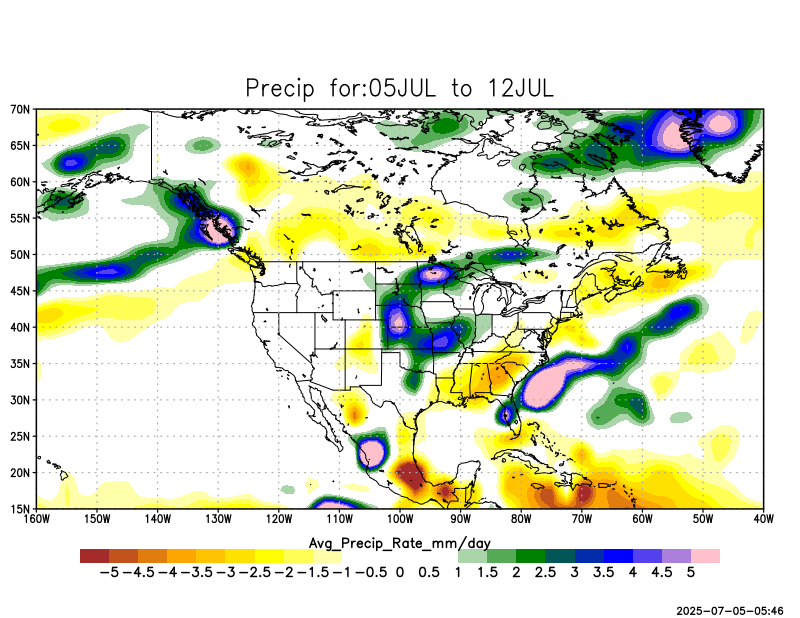 Precip for:05JUL to 12JUL
70N
65N
60N
55N
50N
45N
40N
35N
30N
25N
20N
15N
160W 150W 140W 130W 120W 110W 100W 90W 80W 70W 60W 50W 40W
Avg_Precip_Rate_mm/day
-5 -4.5 -4 -3.5 -3 -2.5 -2 -1.5 -1 -0.5 0 0.5 1 1.5 2 2.5 3 3.5 4 4.5 5
2025-07-05-05:46